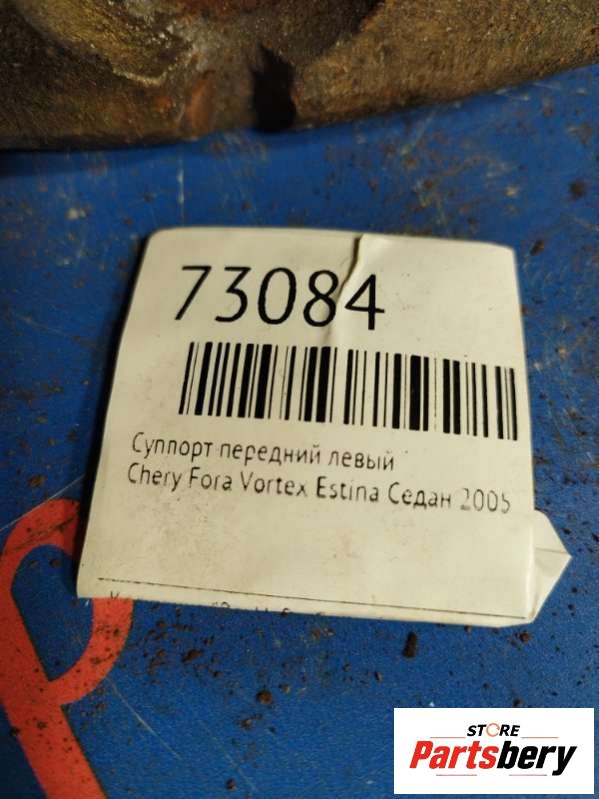 73084
Суппорт передний левый
Chery Fora Vortex Estina Седан 2005
STORE
Partsbery